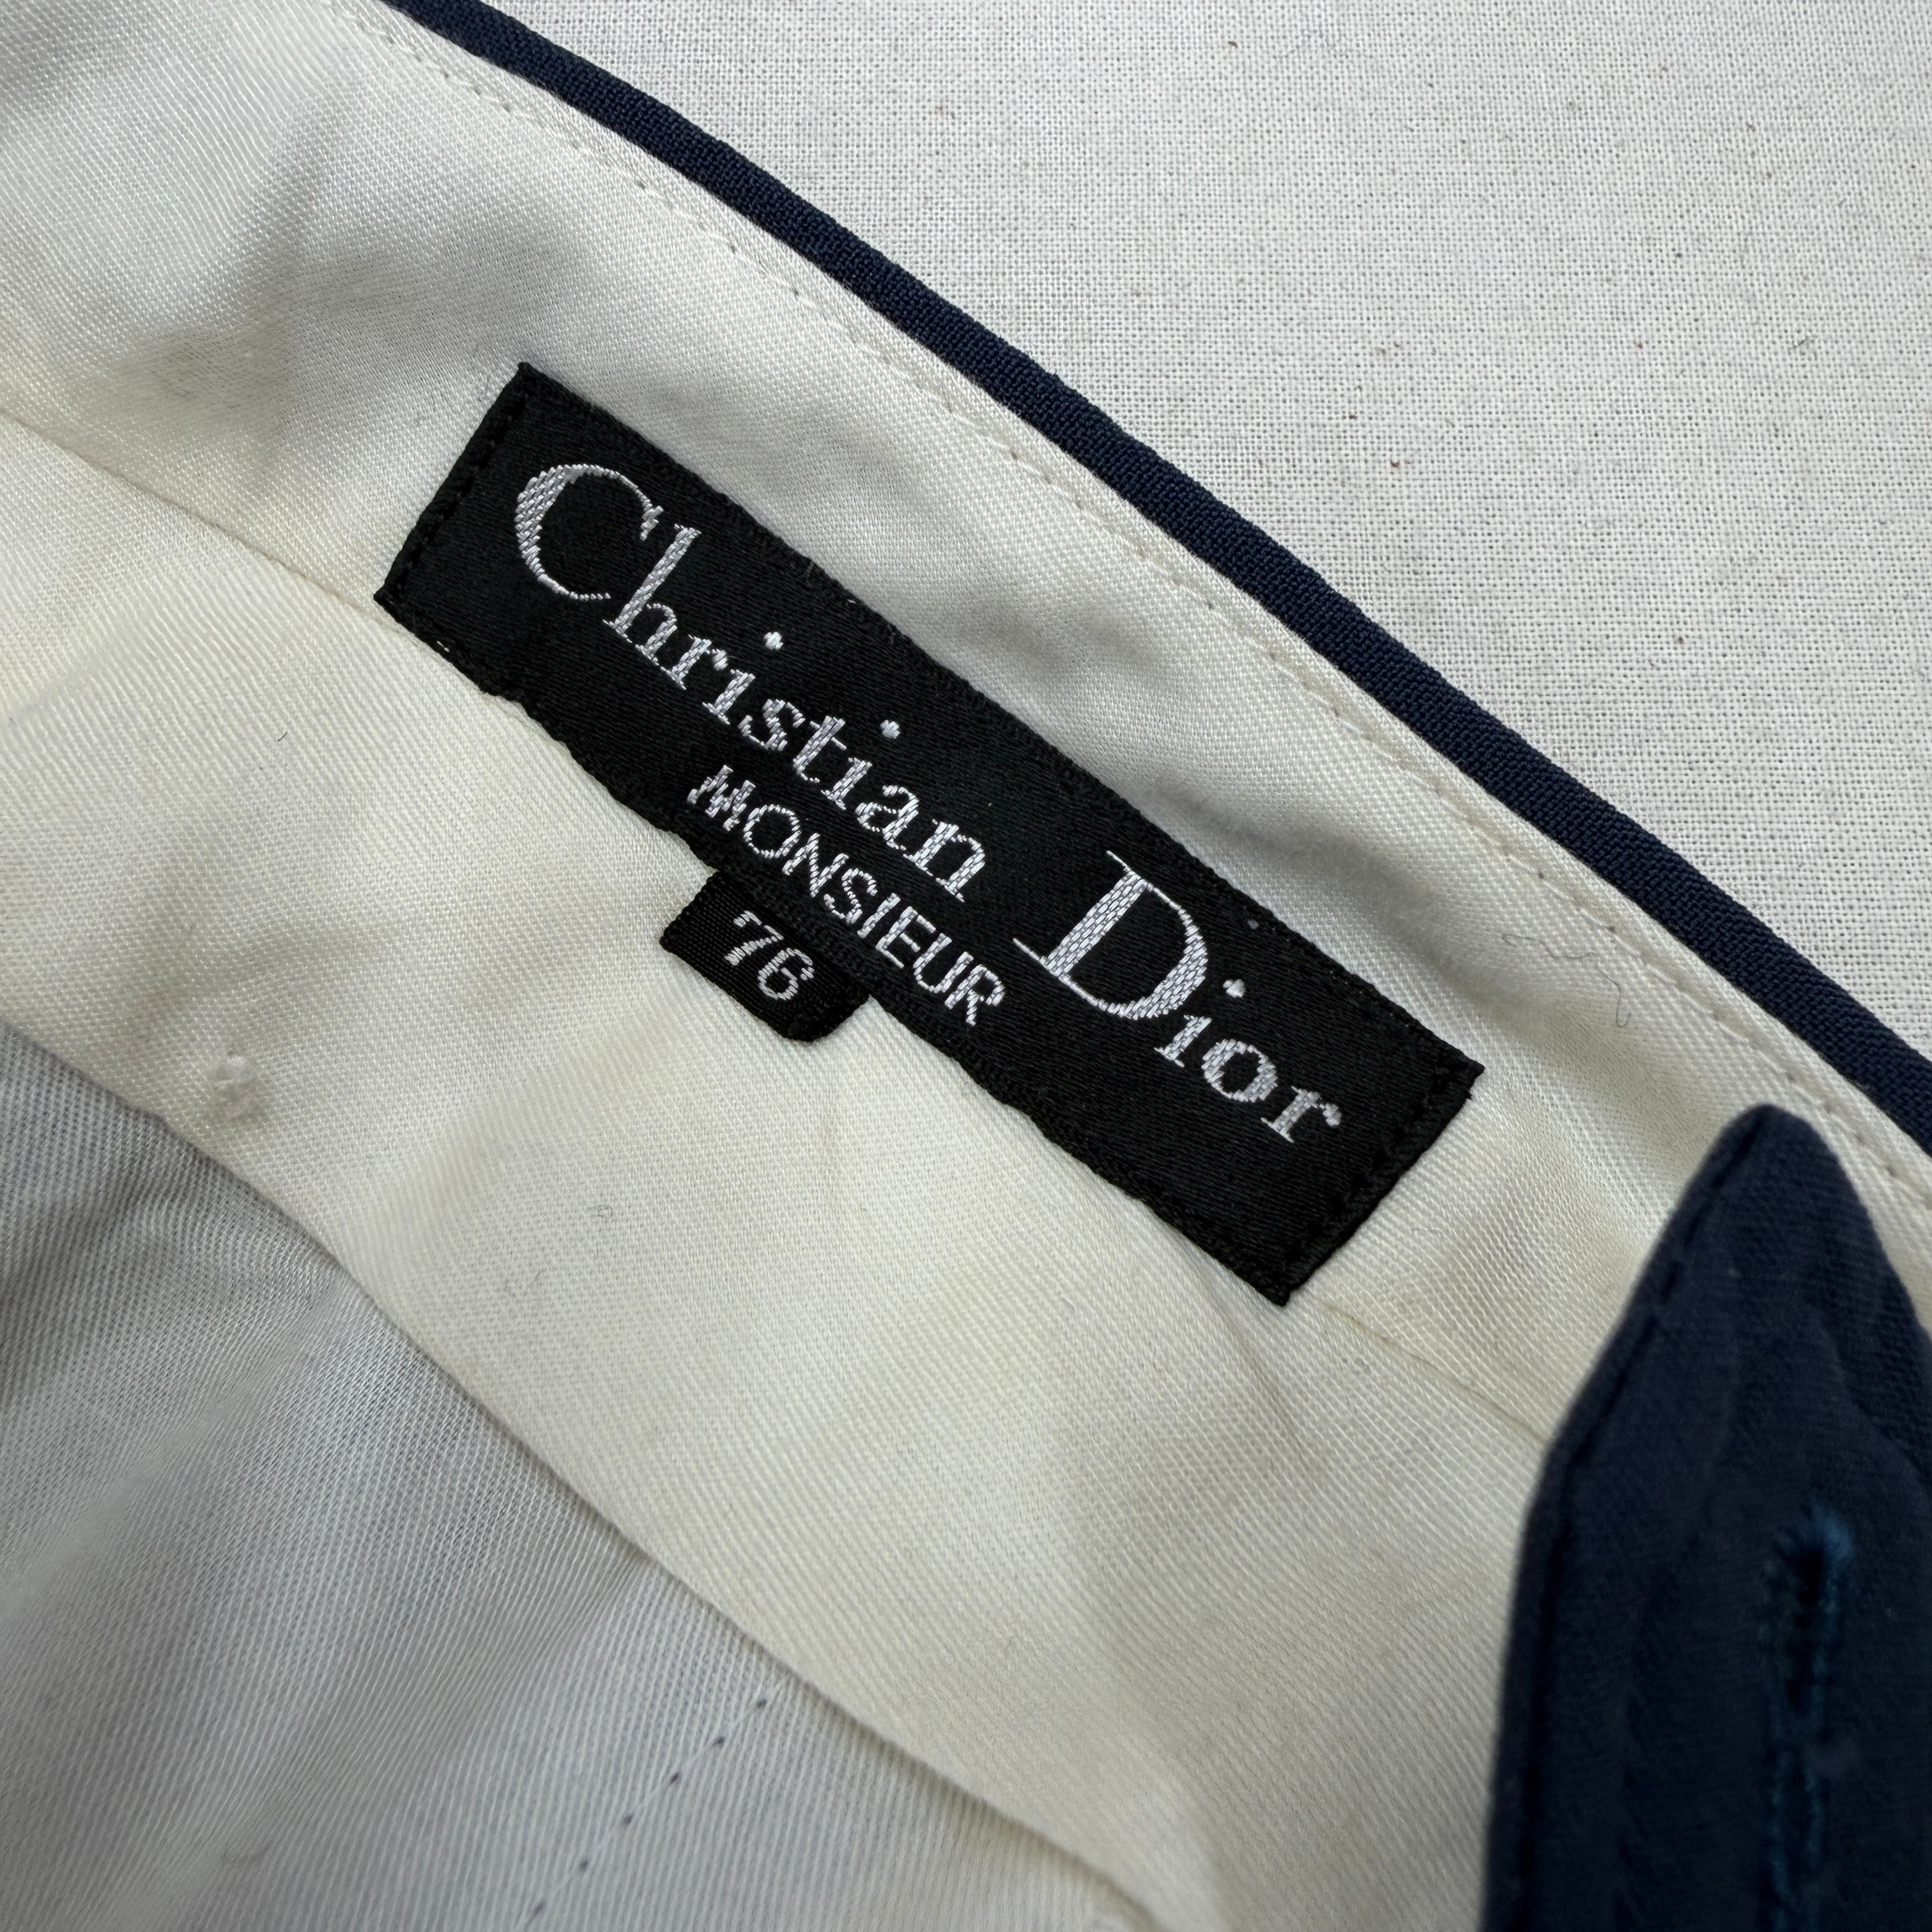 Christian Dior
MONSIEUR
76